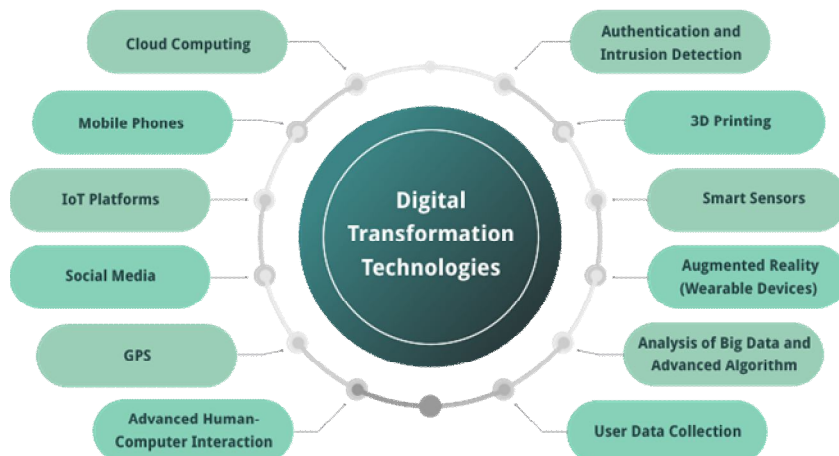 Cloud Computing
Mobile Phones
IoT Platforms
Social Media
GPS
Advanced Human-
Computer Interaction
Digital
Transformation
Technologies
Authentication and
Intrusion Detection
3D Printing
Smart Sensors
Augmented Reality
(Wearable Devices)
Analysis of Big Data and
Advanced Algorithm
User Data Collection